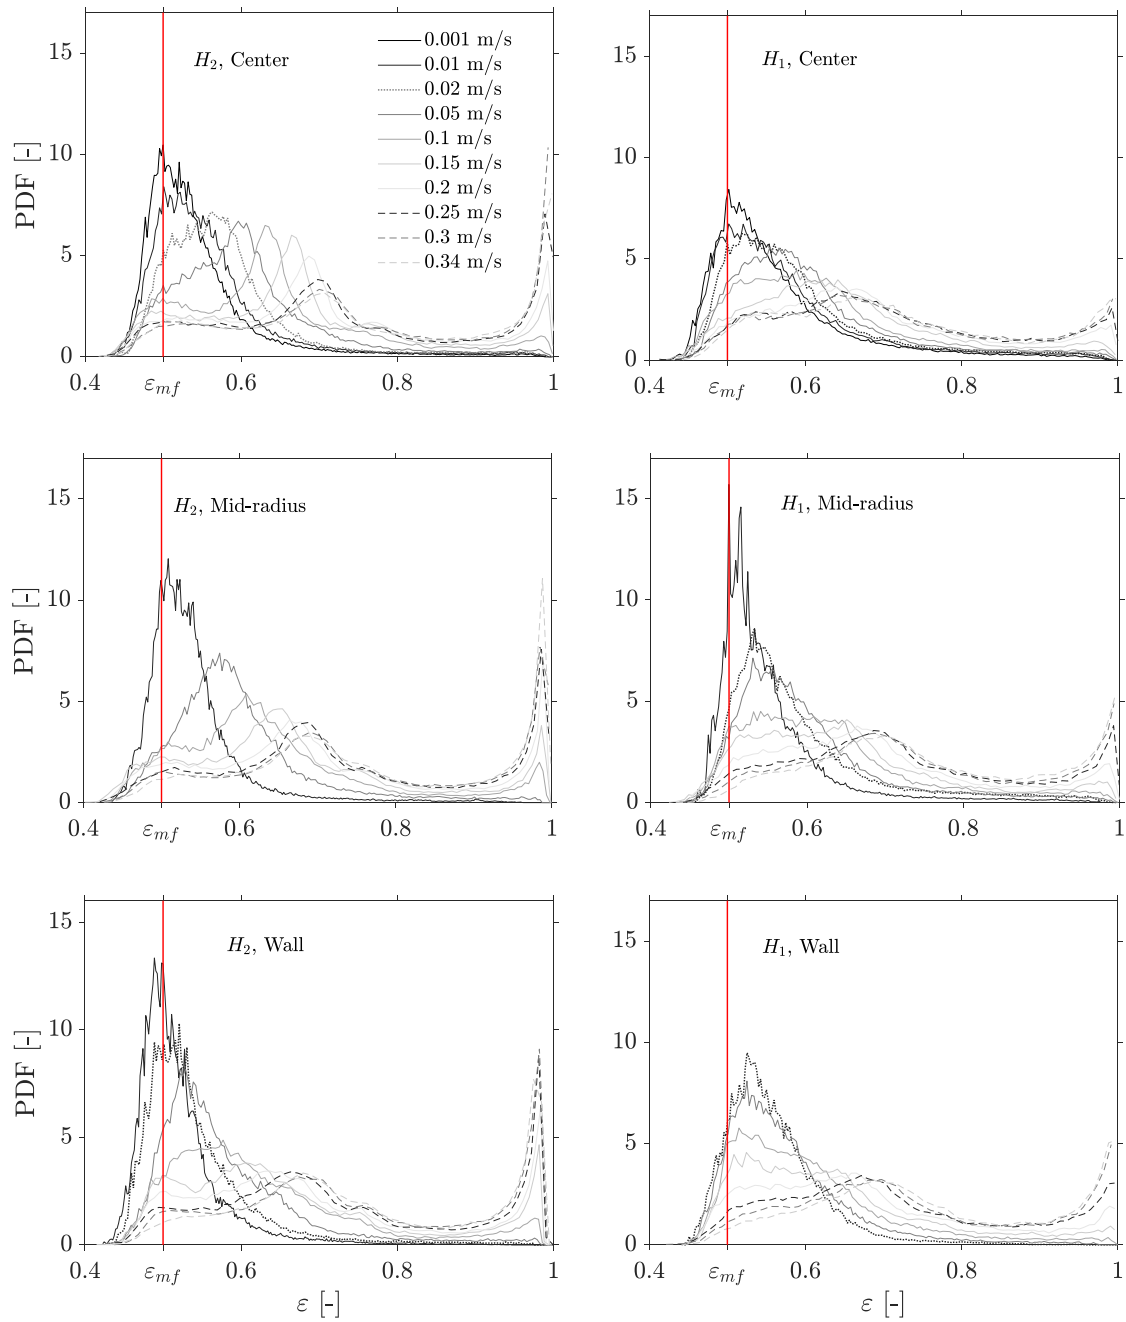 H₂, Center
0.001 m/s
0.01 m/s
0.02 m/s
0.05 m/s
0.1 m/s
0.15 m/s
0.2 m/s
0.25 m/s
0.3 m/s
0.34 m/s
PDF [-]
15
10
5
0
0.4 εmf 0.6 0.8 1
H₁, Center
15
10
5
0
0.4 εmf 0.6 0.8 1
H₂, Mid-radius
PDF [-]
15
10
5
0
0.4 εmf 0.6 0.8 1
H₁, Mid-radius
15
10
5
0
0.4 εmf 0.6 0.8 1
H₂, Wall
PDF [-]
15
10
5
0
0.4 εmf 0.6 0.8 1
ε [-]
H₁, Wall
15
10
5
0
0.4 εmf 0.6 0.8 1
ε [-]